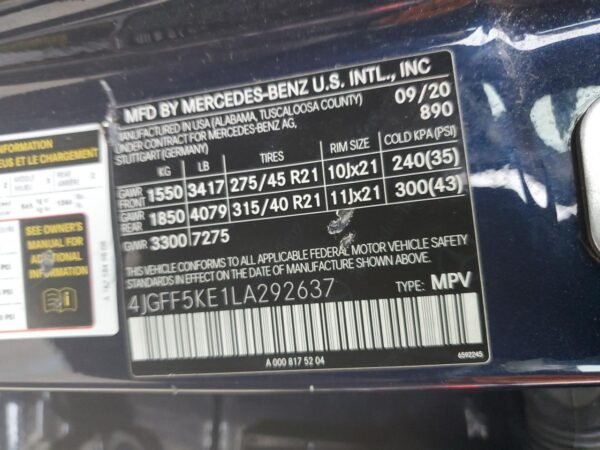 MFD BY MERCEDES-BENZ U.S. INTL., INC
MANUFACTURED IN USA (ALABAMA, TUSCALOOSA COUNTY) 09/20
UNDER CONTRACT FOR MERCEDES-BENZ AG, 890
STUTTGART (GERMANY)
KG LB TIRES RIM SIZE COLD KPA (PSI)
GAWR FRONT 1550 3417 275/45 R21 10Jx21 240(35)
GAWR REAR 1850 4079 315/40 R21 11Jx21 300(43)
GVWR 3300 7275
THIS VEHICLE CONFORMS TO ALL APPLICABLE FEDERAL MOTOR VEHICLE SAFETY
STANDARDS IN EFFECT ON THE DATE OF MANUFACTURE SHOWN ABOVE.
4JGFF5KE1LA292637 TYPE: MPV
A 000 817 52 04
6592245
INFORMATION
EUS ET LE CHARGEMENT
SEE OWNER'S
MANUAL FOR
ADDITIONAL
INFORMATION